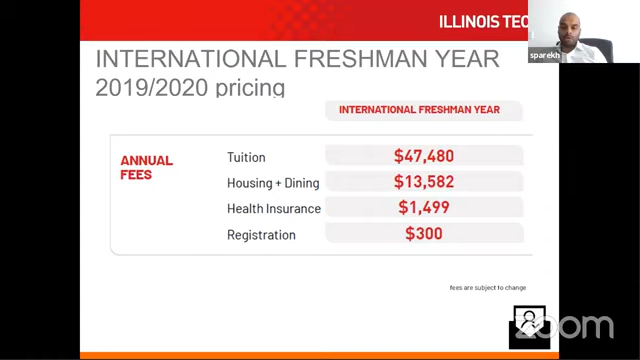 ILLINOIS TEC
sparekh
INTERNATIONAL FRESHMAN YEAR
2019/2020 pricing
INTERNATIONAL FRESHMAN YEAR
ANNUAL
FEES
Tuition $47,480
Housing + Dining $13,582
Health Insurance $1,499
Registration $300
fees are subject to change
zoom